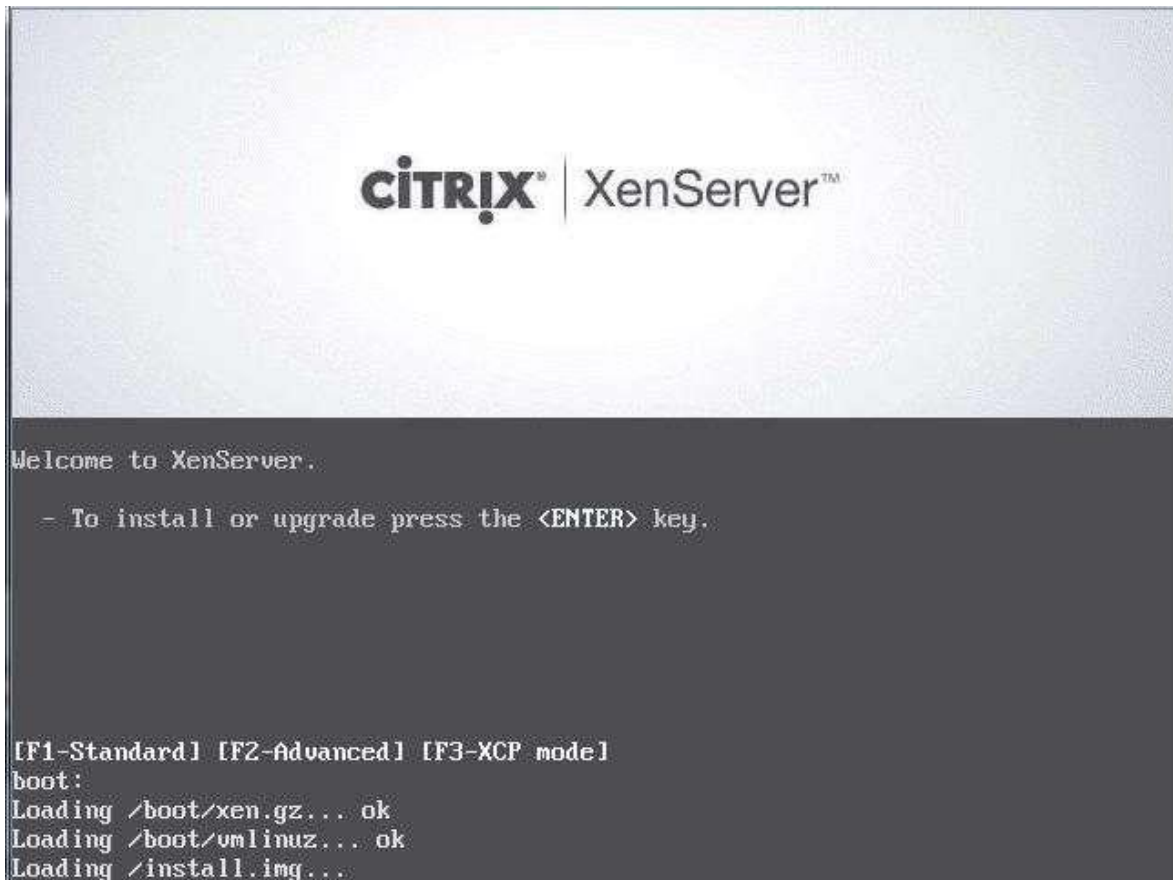 CITRIX® XenServer™
Welcome to XenServer.
- To install or upgrade press the <ENTER> key.
[F1-Standard] [F2-Advanced] [F3-XCP mode]
boot:
Loading /boot/xen.gz... ok
Loading /boot/vmlinuz... ok
Loading /install.img...